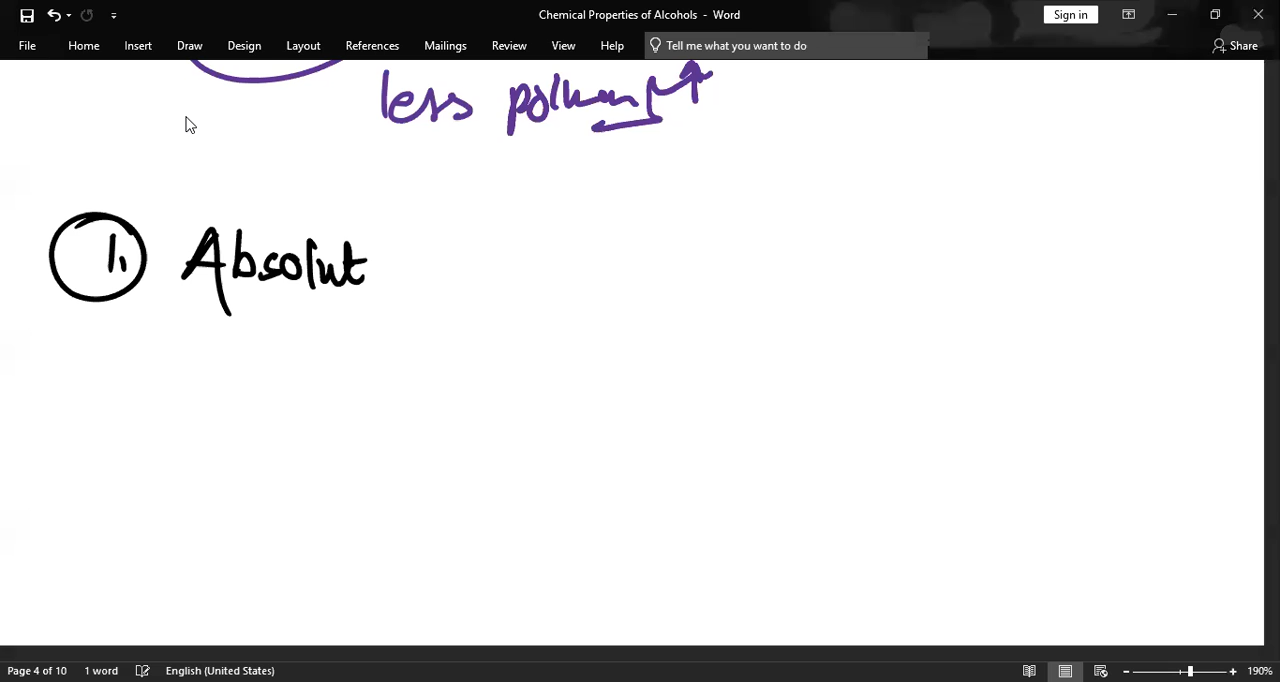 Chemical Properties of Alcohols - Word
Sign in
File Home Insert Draw Design Layout References Mailings Review View Help Tell me what you want to do Share
less
1. Absolut
Page 4 of 10 1 word English (United States) 190%